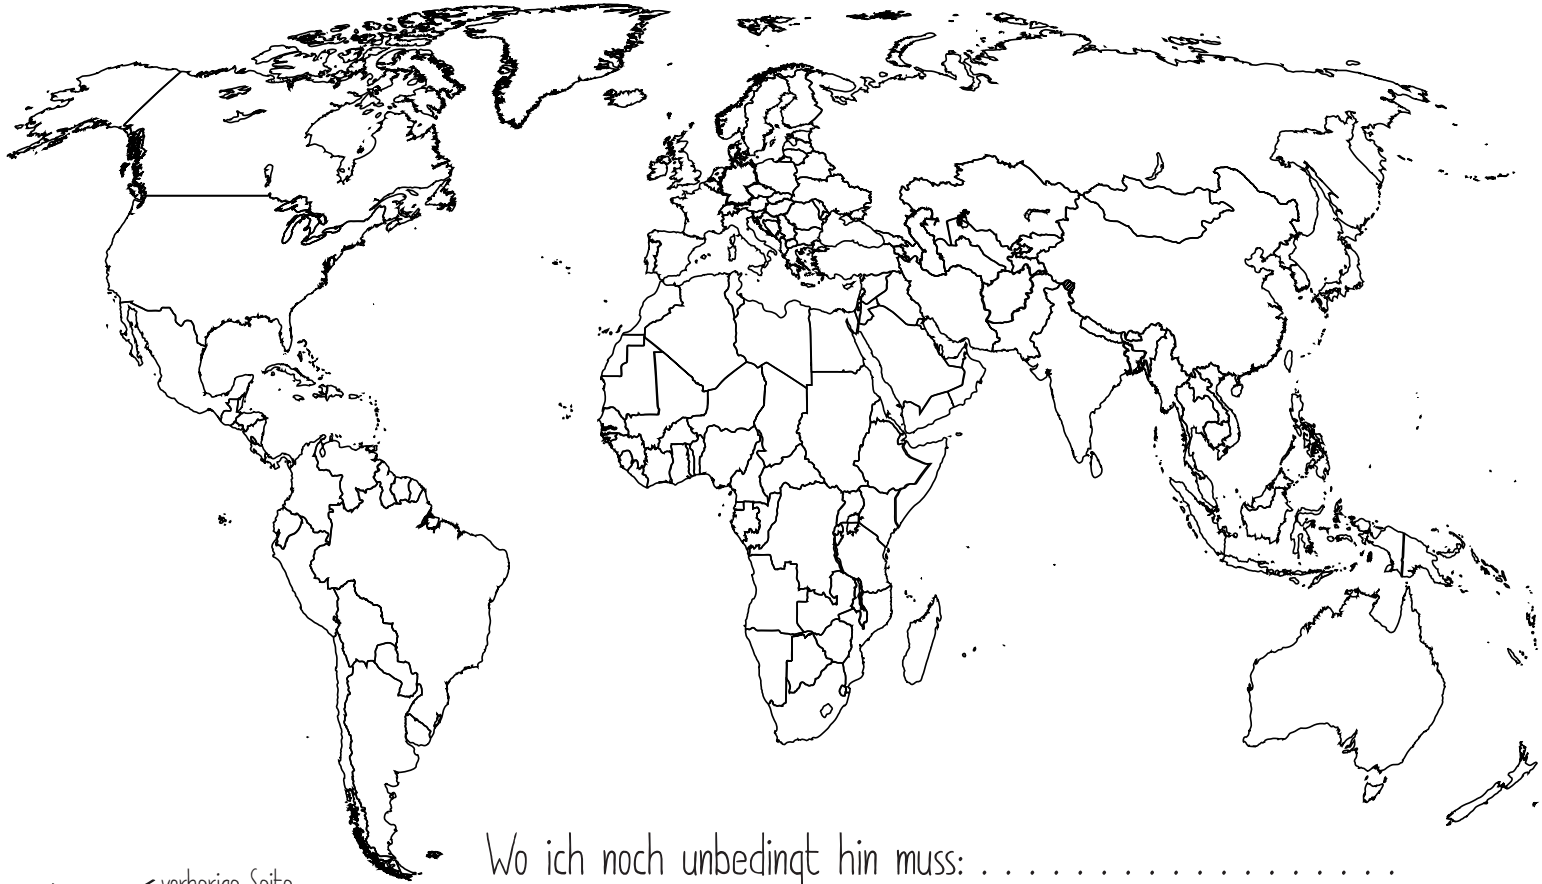 Wo ich noch unbedingt hin muss: . . . . . . . . . . . . . . . . . .
vorherige Seite